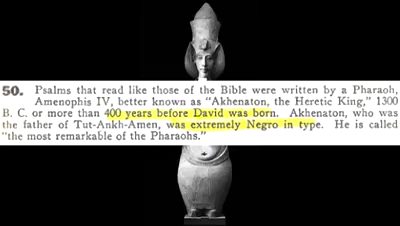 50. Psalms that read like those of the Bible were written by a Pharaoh,
Amenophis IV, better known as "Akhenaton, the Heretic King," 1300
B. C. or more than 400 years before David was born. Akhenaton, who was
the father of Tut-Ankh-Amen, was extremely Negro in type. He is called
"the most remarkable of the Pharaohs."